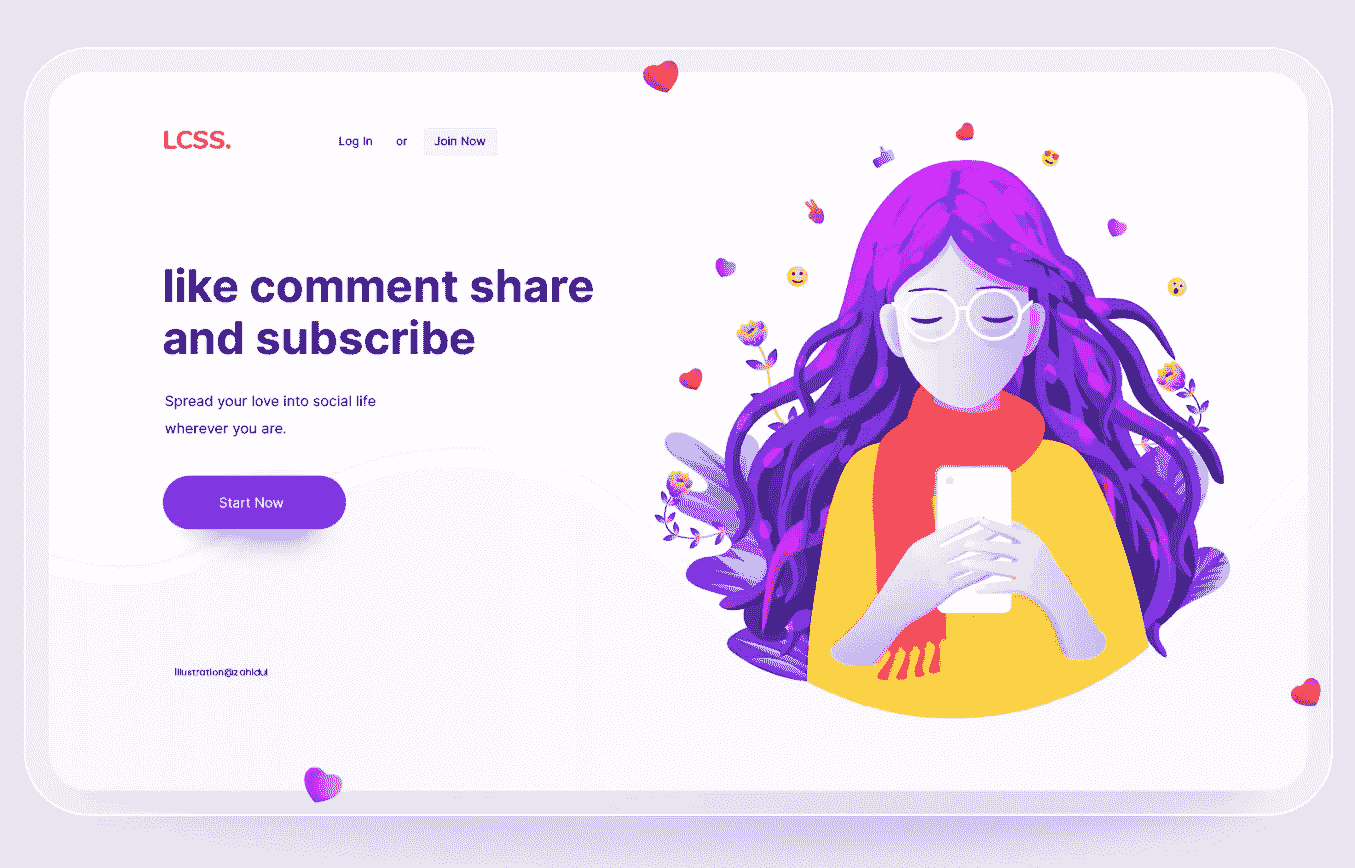 LCSS.
Log In or Join Now
like comment share
and subscribe
Spread your love into social life
wherever you are.
Start Now
Illustration@zahidul